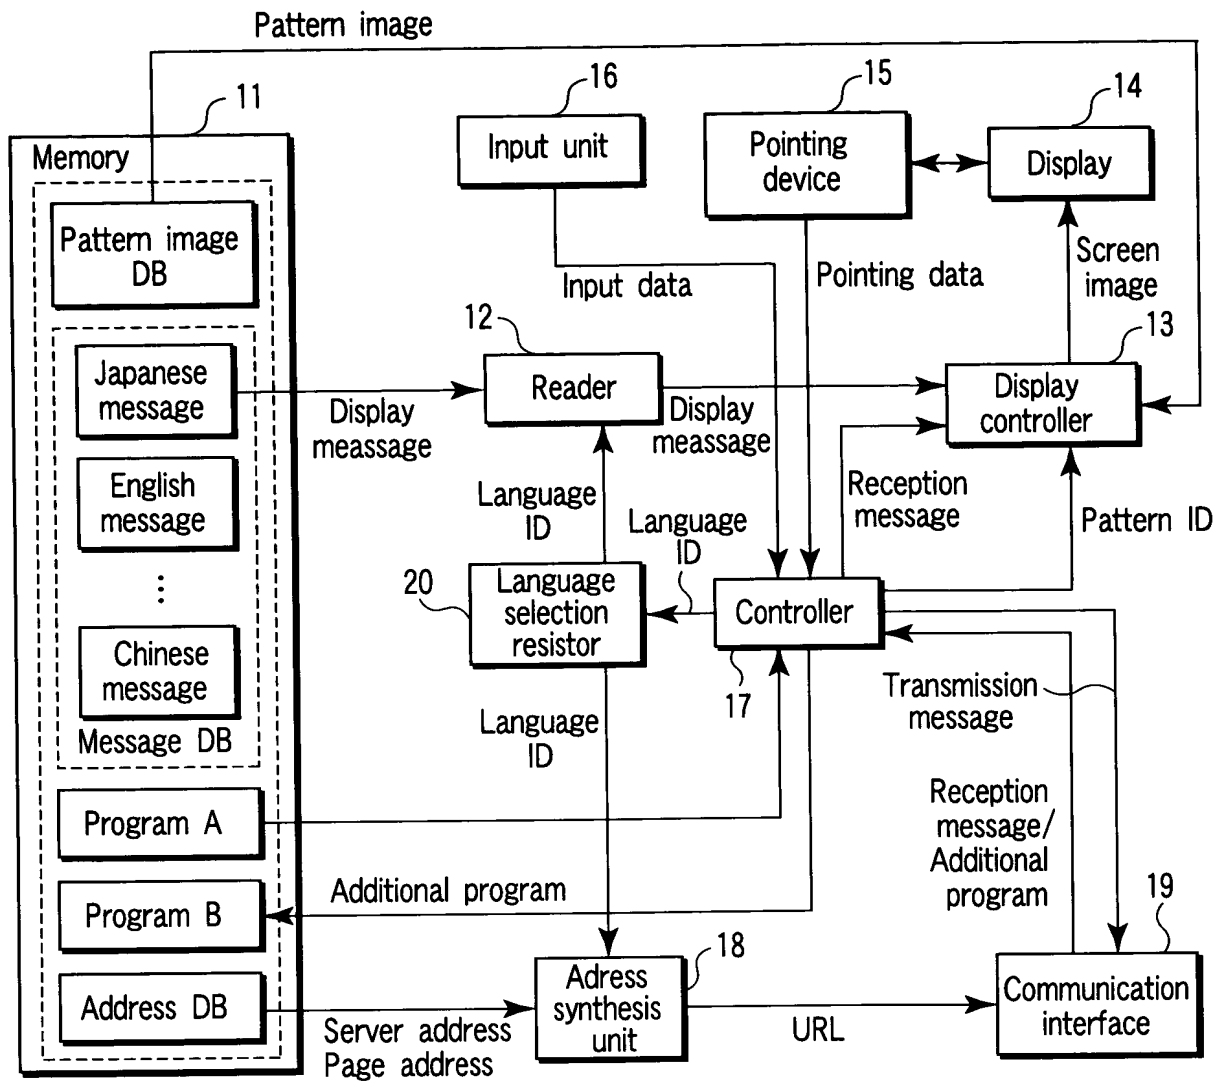 Pattern image
11
16
15
14
Memory
Input unit
Pointing
device
Display
Pattern image
DB
Input data
Pointing data
Screen
image
12
13
Japanese
message
Reader
Display
controller
Display
meassage
Display
meassage
English
message
Language
ID
Language
ID
Reception
message
Pattern ID
20
Language
selection
resistor
Controller
Chinese
message
17
Transmission
message
Message DB
Language
ID
Program A
Reception
message/
Additional
program
Additional program
Program B
18
19
Address DB
Adress
synthesis
unit
Communication
interface
Server address
Page address
URL